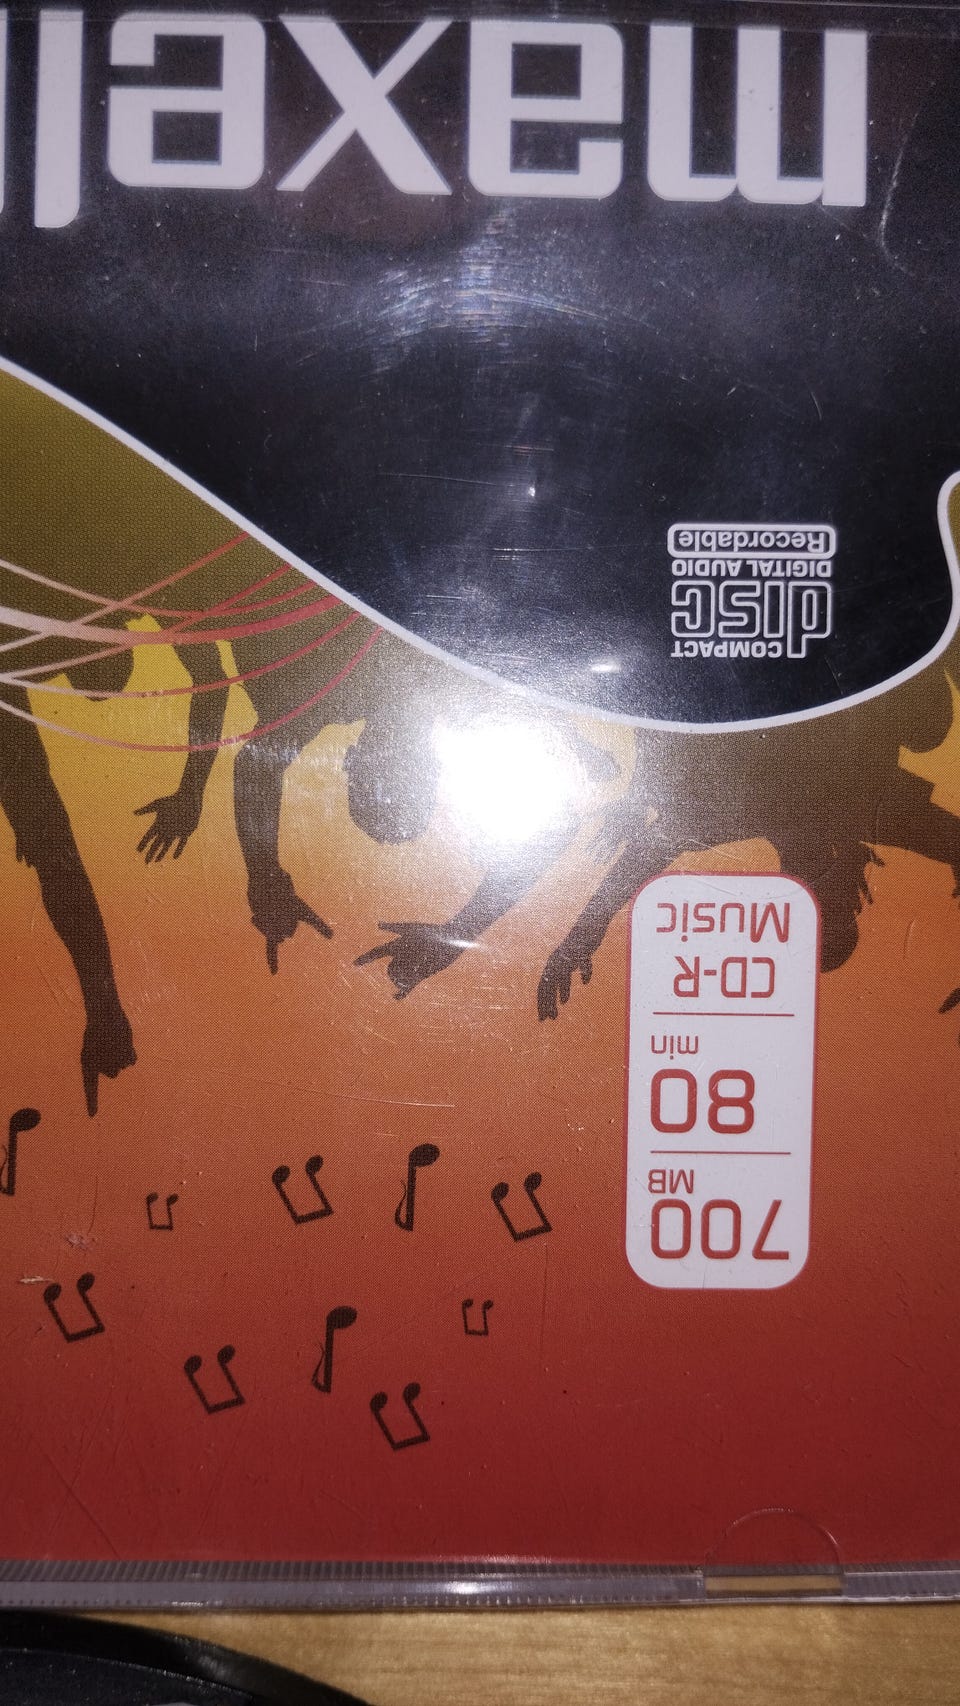 700
MB
80
min
CD-R
Music
COMPACT
disc
DIGITAL AUDIO
Recordable
maxell